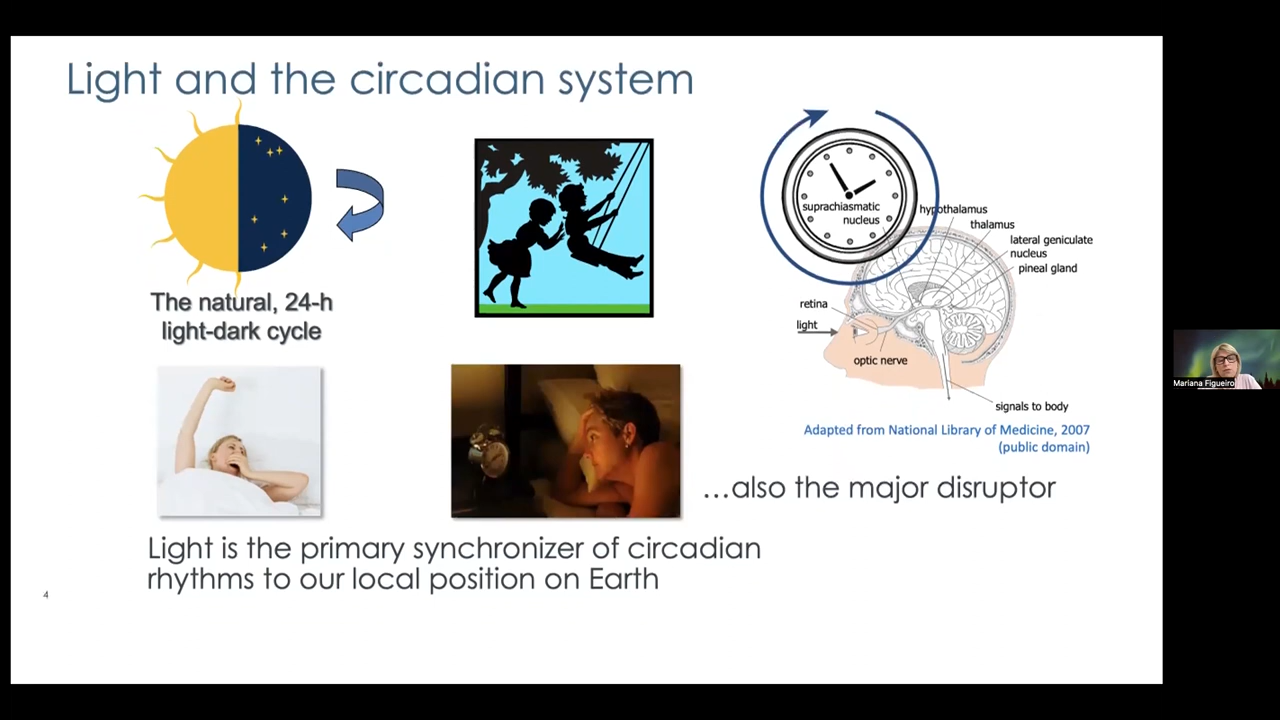 Light and the circadian system
The natural, 24-h
light-dark cycle
suprachiasmatic
nucleus
hypothalamus
thalamus
lateral geniculate
nucleus
pineal gland
retina
light
optic nerve
signals to body
Adapted from National Library of Medicine, 2007
(public domain)
…also the major disruptor
Light is the primary synchronizer of circadian
rhythms to our local position on Earth
4
Mariana Figueiro